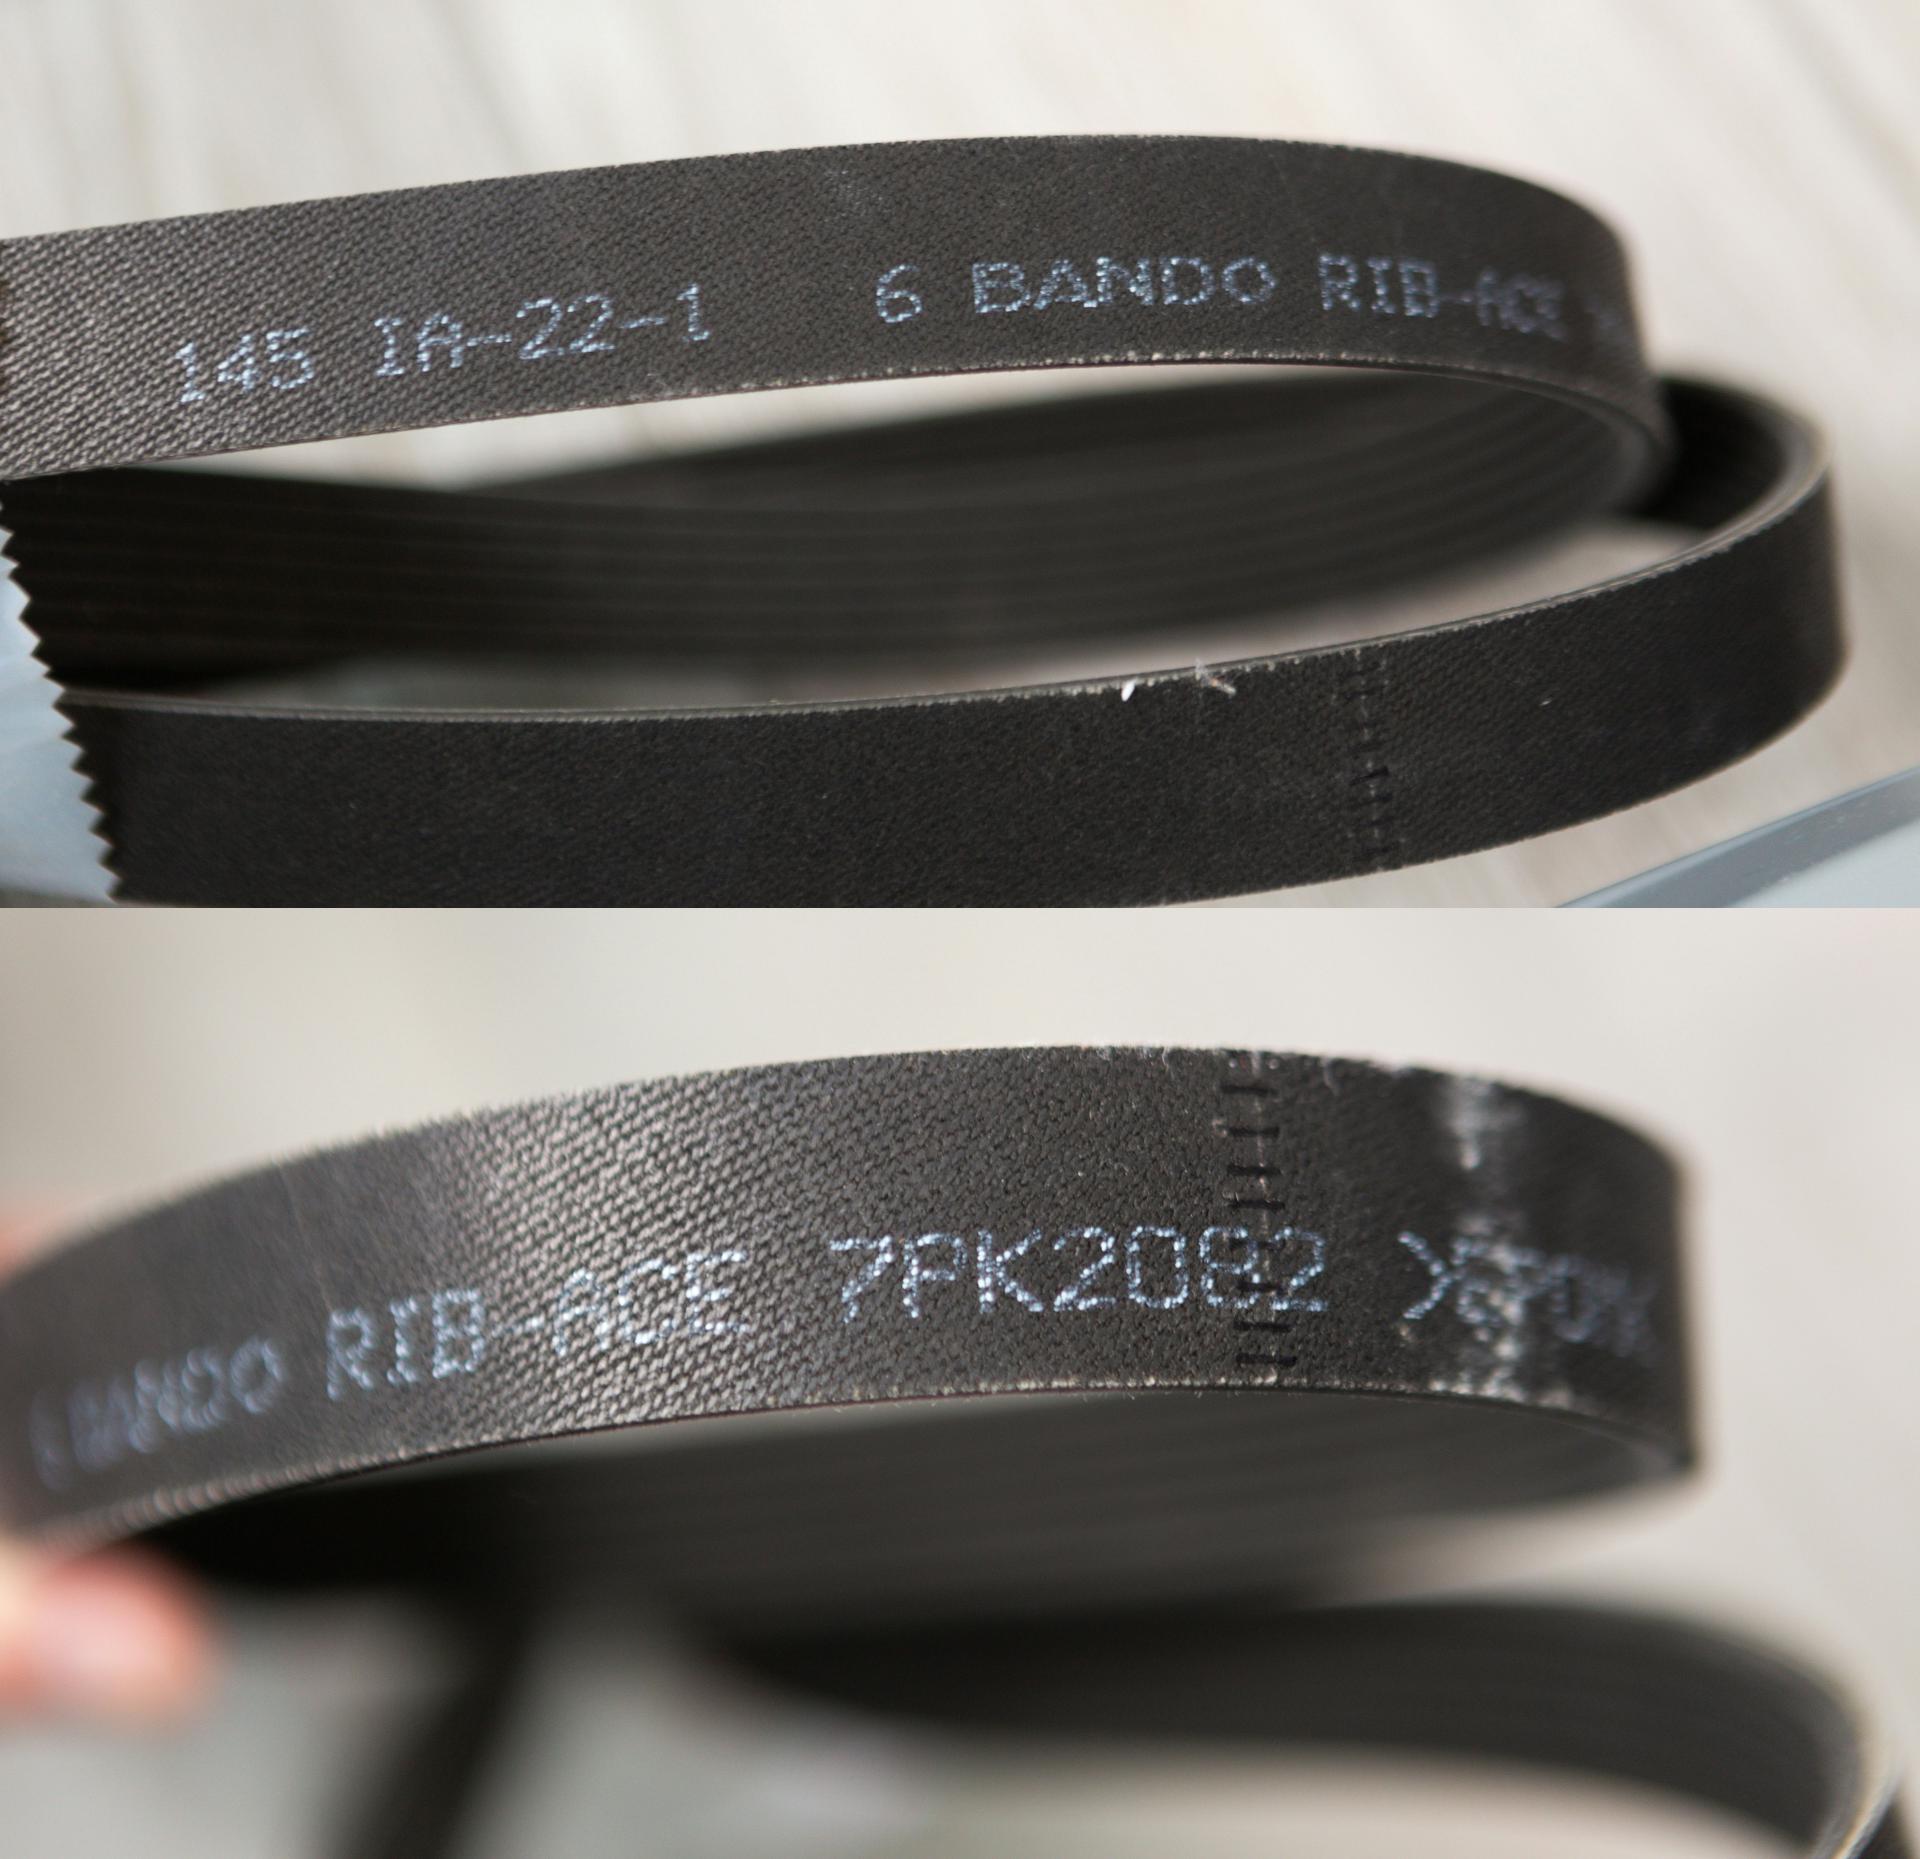 145 IA-22-1 6 BANDO RIB-ACE
BANDO RIB-ACE 7PK2082